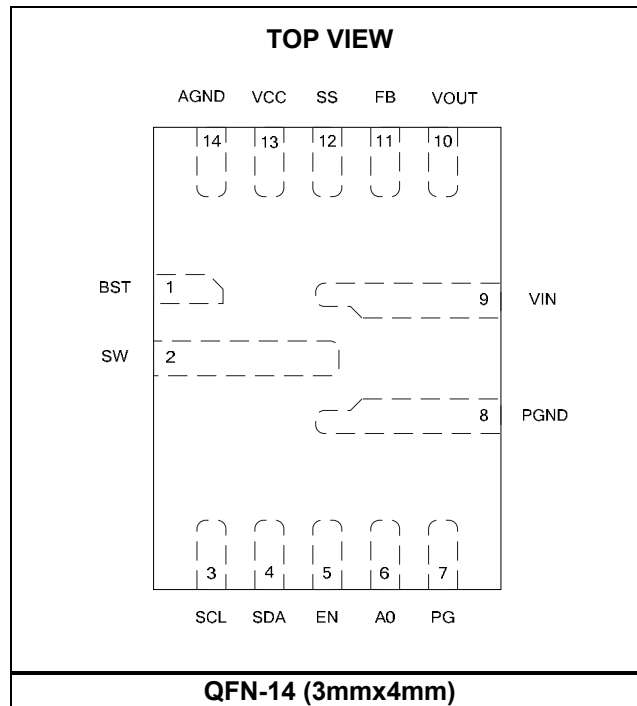 TOP VIEW
AGND VCC SS FB VOUT
14 13 12 11 10
BST 1 9 VIN
SW 2
8 PGND
3 4 5 6 7
SCL SDA EN A0 PG
QFN-14 (3mmx4mm)